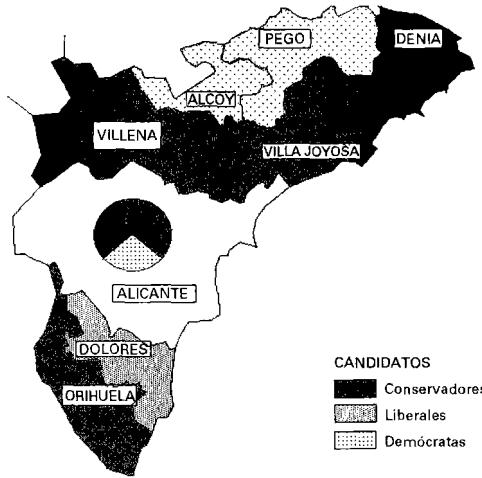 PEGO
DENIA
ALCOY
VILLENA
VILLA JOYOSA
ALICANTE
DOLORES
ORIHUELA
CANDIDATOS
Conservadores
Liberales
Demócratas